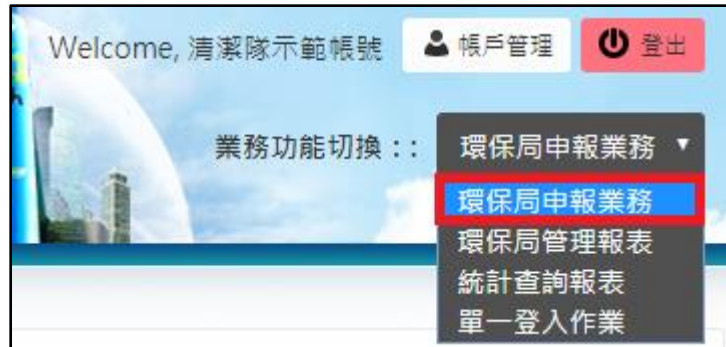 Welcome, 清潔隊示範帳號 帳戶管理 登出
業務功能切換：: 環保局申報業務
環保局申報業務
環保局管理報表
統計查詢報表
單一登入作業